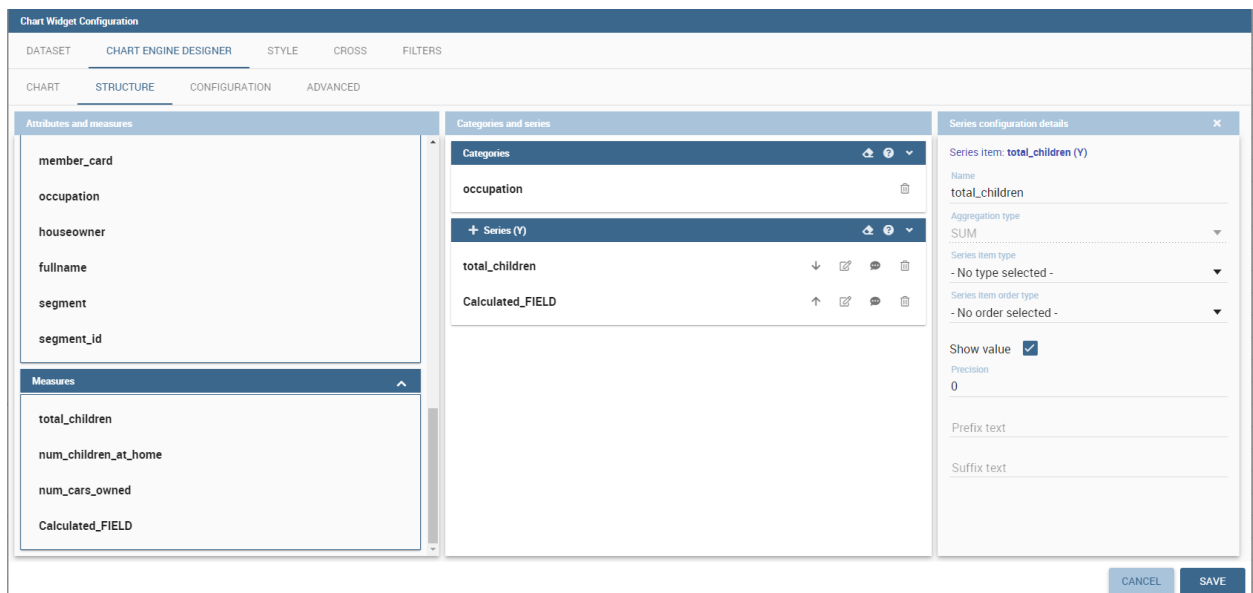 Chart Widget Configuration
DATASET CHART ENGINE DESIGNER STYLE CROSS FILTERS
CHART STRUCTURE CONFIGURATION ADVANCED
Attributes and measures
member_card
occupation
houseowner
fullname
segment
segment_id
Measures
total_children
num_children_at_home
num_cars_owned
Calculated_FIELD
Categories and series
Categories
occupation
Series (Y)
total_children
Calculated_FIELD
Series configuration details
Series item: total_children (Y)
Name
total_children
Aggregation type
SUM
Series item type
- No type selected -
Series item order type
- No order selected -
Show value
Precision
0
Prefix text
Suffix text
CANCEL SAVE